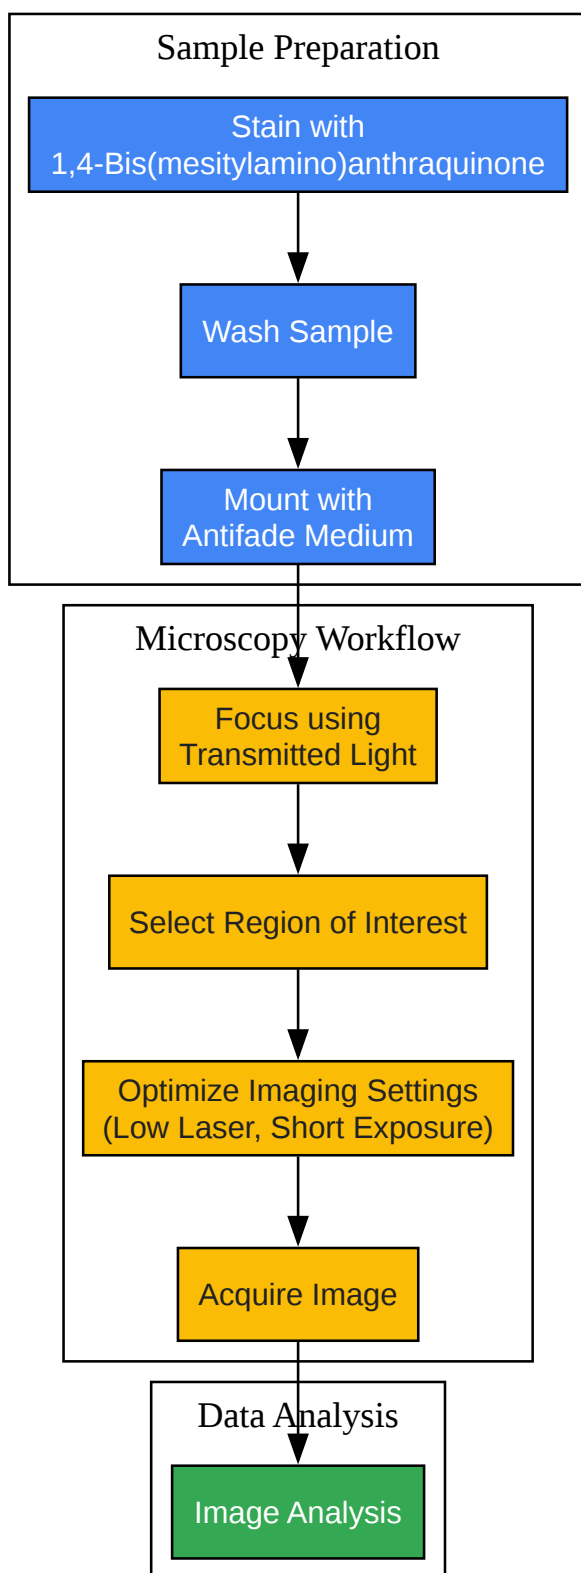 Sample Preparation
Stain with
1,4-Bis(mesitylamino)anthraquinone
Wash Sample
Mount with
Antifade Medium
Microscopy Workflow
Focus using
Transmitted Light
Select Region of Interest
Optimize Imaging Settings
(Low Laser, Short Exposure)
Acquire Image
Data Analysis
Image Analysis